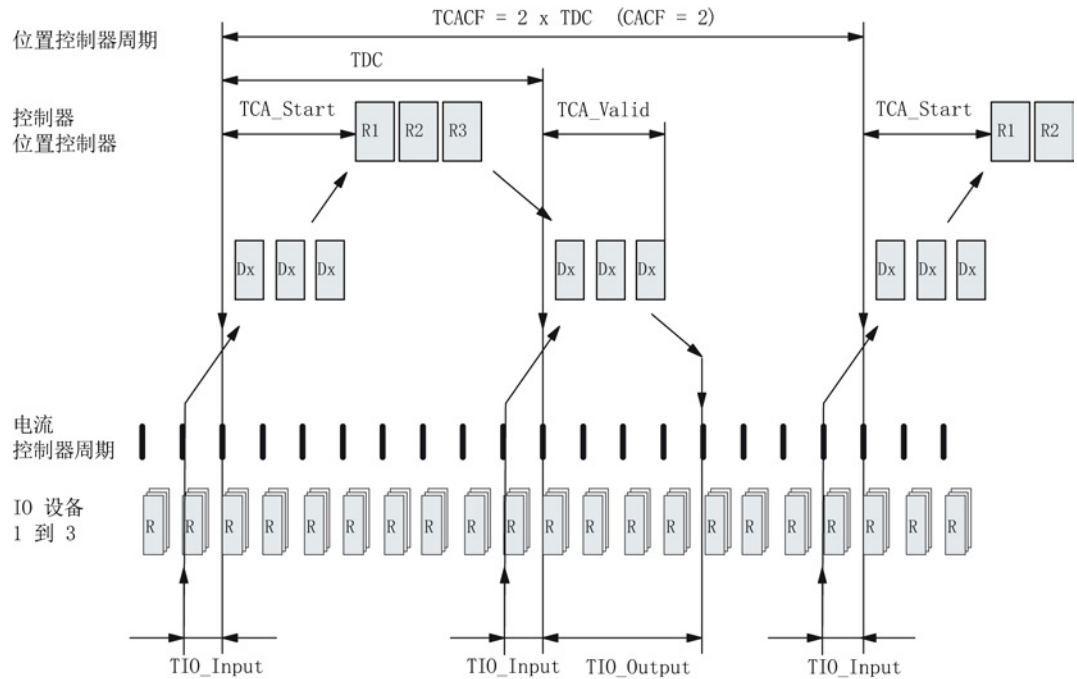 TCACF = 2 x TDC (CACF = 2)
位置控制器周期
TDC
控制器
位置控制器
TCA_Start
R1 R2 R3
TCA_Valid
TCA_Start
R1 R2
Dx Dx Dx
Dx Dx Dx
Dx Dx Dx
电流
控制器周期
IO 设备
1 到 3
R R R R R R R R R R R R R R R R R R R R R
TIO_Input
TIO_Input
TIO_Output
TIO_Input